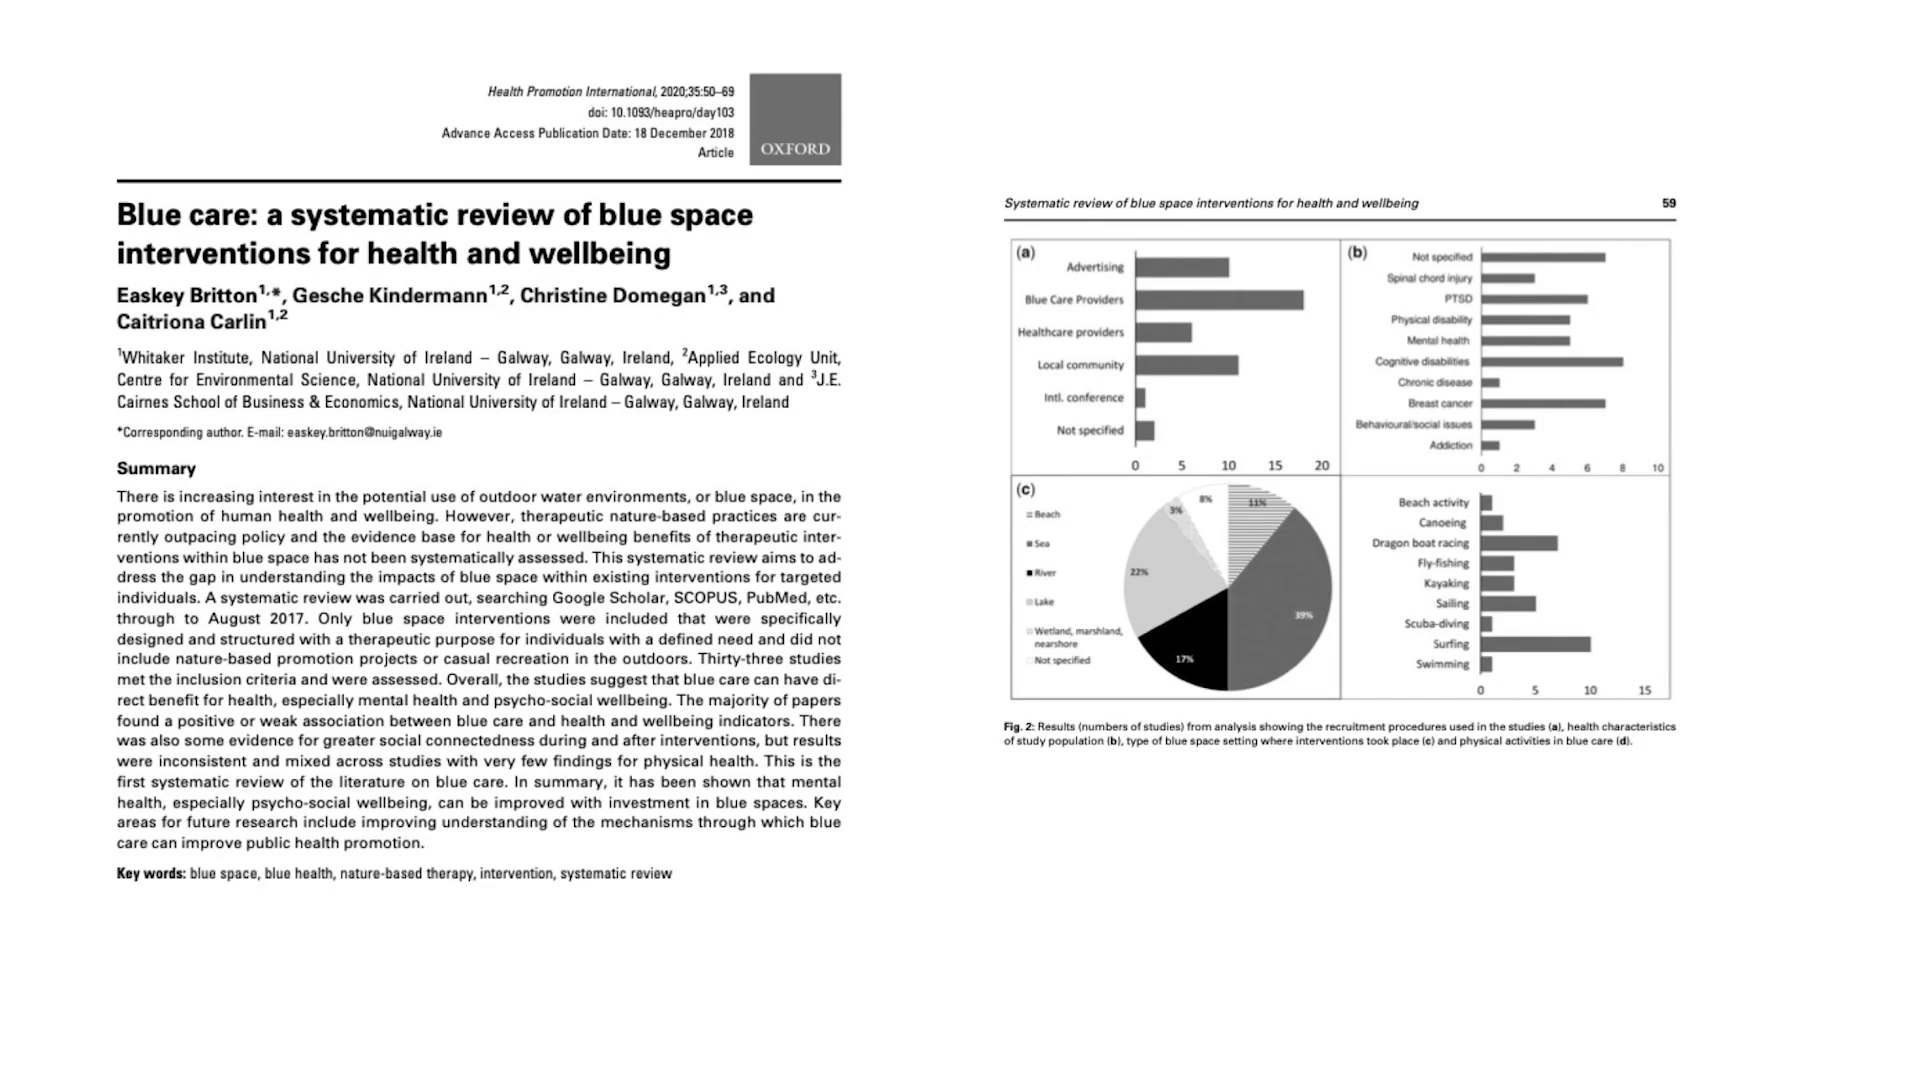 Health Promotion International, 2020;35:50–69
doi: 10.1093/heapro/day103
Advance Access Publication Date: 18 December 2018
Article
OXFORD
Blue care: a systematic review of blue space
interventions for health and wellbeing
Easkey Britton1,*, Gesche Kindermann1,2, Christine Domegan1,3, and
Caitriona Carlin1,2
1Whitaker Institute, National University of Ireland – Galway, Galway, Ireland, 2Applied Ecology Unit,
Centre for Environmental Science, National University of Ireland – Galway, Galway, Ireland and 3J.E.
Cairnes School of Business & Economics, National University of Ireland – Galway, Galway, Ireland
*Corresponding author. E-mail: easkey.britton@nuigalway.ie
Summary
There is increasing interest in the potential use of outdoor water environments, or blue space, in the
promotion of human health and wellbeing. However, therapeutic nature-based practices are cur-
rently outpacing policy and the evidence base for health or wellbeing benefits of therapeutic inter-
ventions within blue space has not been systematically assessed. This systematic review aims to ad-
dress the gap in understanding the impacts of blue space within existing interventions for targeted
individuals. A systematic review was carried out, searching Google Scholar, SCOPUS, PubMed, etc.
through to August 2017. Only blue space interventions were included that were specifically
designed and structured with a therapeutic purpose for individuals with a defined need and did not
include nature-based promotion projects or casual recreation in the outdoors. Thirty-three studies
met the inclusion criteria and were assessed. Overall, the studies suggest that blue care can have di-
rect benefit for health, especially mental health and psycho-social wellbeing. The majority of papers
found a positive or weak association between blue care and health and wellbeing indicators. There
was also some evidence for greater social connectedness during and after interventions, but results
were inconsistent and mixed across studies with very few findings for physical health. This is the
first systematic review of the literature on blue care. In summary, it has been shown that mental
health, especially psycho-social wellbeing, can be improved with investment in blue spaces. Key
areas for future research include improving understanding of the mechanisms through which blue
care can improve public health promotion.
Key words: blue space, blue health, nature-based therapy, intervention, systematic review
Systematic review of blue space interventions for health and wellbeing 59
(a)
Advertising
Blue Care Providers
Healthcare providers
Local community
Intl. conference
Not specified
0 5 10 15 20
(b)
Not specified
Spinal chord injury
PTSD
Physical disability
Mental health
Cognitive disabilities
Chronic disease
Breast cancer
Behavioural/social issues
Addiction
0 2 4 6 8 10
(c)
Beach
Sea
River
Lake
Wetland, marshland,
nearshore
Not specified
8%
11%
3%
22%
39%
17%
Beach activity
Canoeing
Dragon boat racing
Fly-fishing
Kayaking
Sailing
Scuba-diving
Surfing
Swimming
0 5 10 15
Fig. 2: Results (numbers of studies) from analysis showing the recruitment procedures used in the studies (a), health characteristics
of study population (b), type of blue space setting where interventions took place (c) and physical activities in blue care (d).